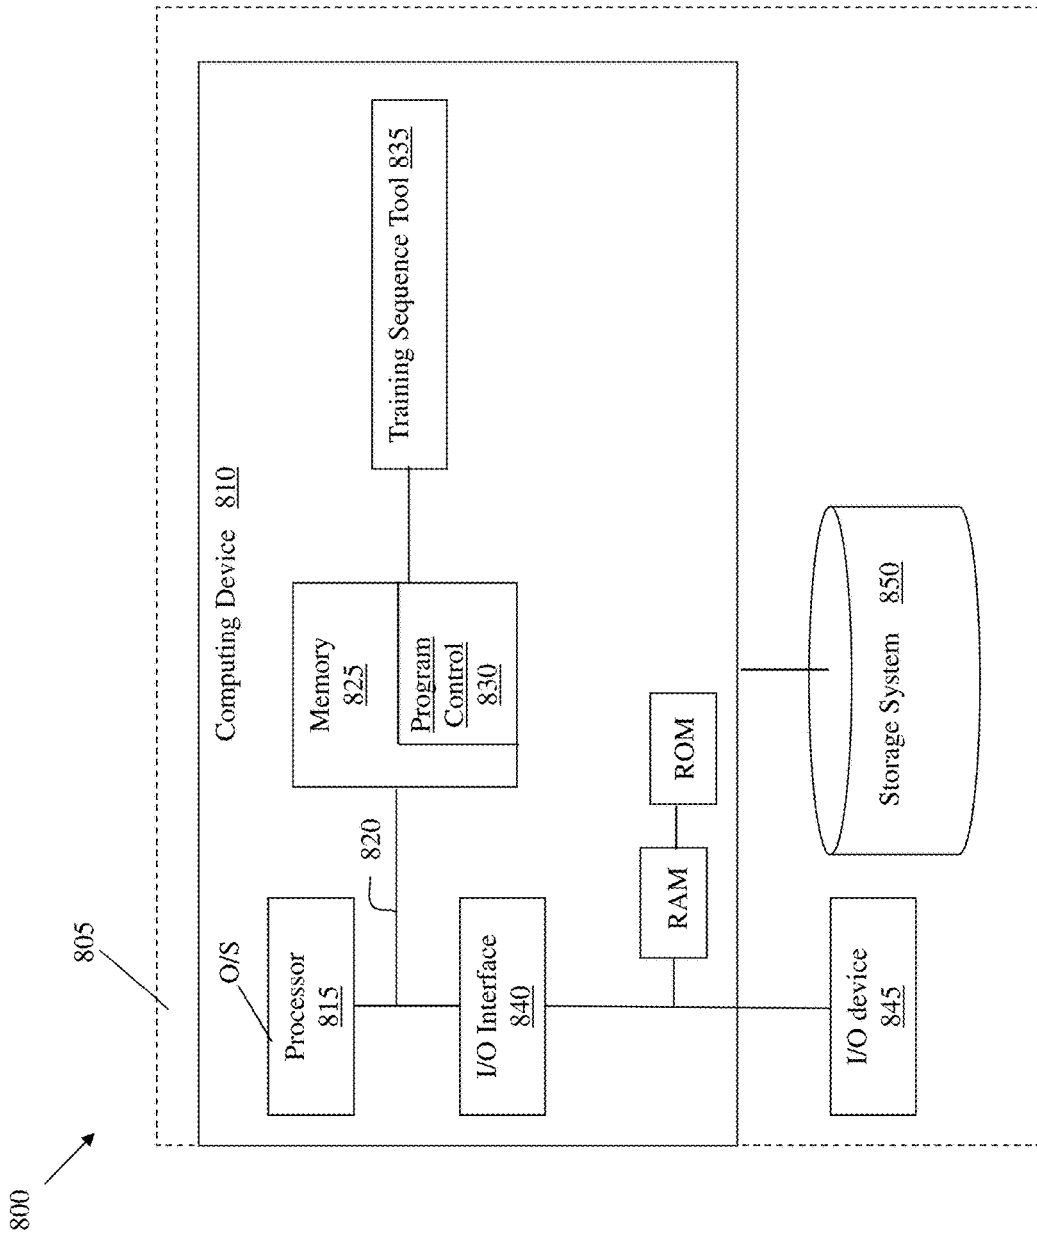 800
805
Computing Device 810
O/S
Processor
815
820
Memory
825
Program
Control
830
Training Sequence Tool 835
I/O Interface
840
RAM
ROM
I/O device
845
Storage System 850